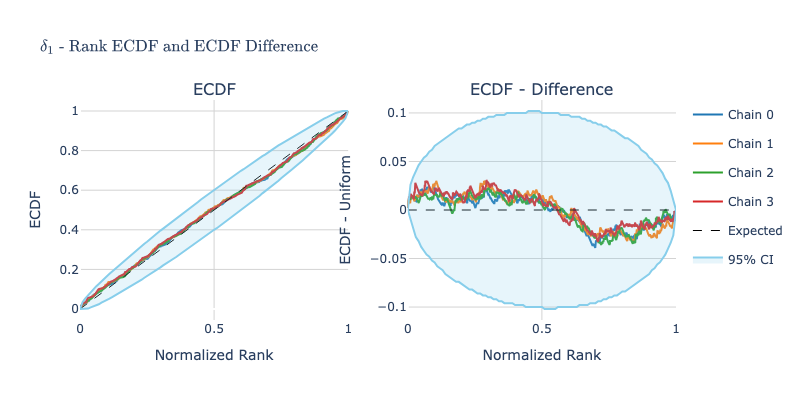 δ₁ - Rank ECDF and ECDF Difference
ECDF
ECDF
1
0.8
0.6
0.4
0.2
0
0
0.5
1
Normalized Rank
ECDF - Difference
ECDF - Uniform
0.1
0.05
0
−0.05
−0.1
0
0.5
1
Normalized Rank
Chain 0
Chain 1
Chain 2
Chain 3
Expected
95% CI